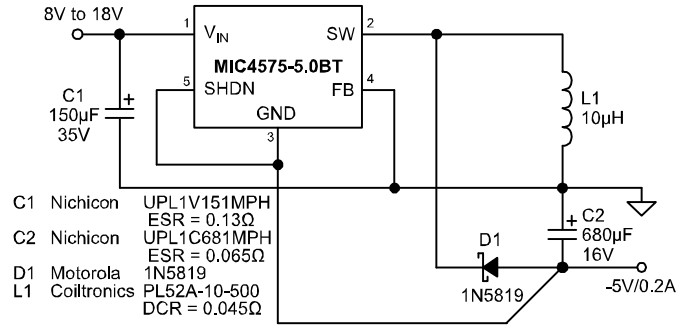 8V to 18V
1
V_IN
SW
2
MIC4575-5.0BT
5
SHDN
FB
4
GND
3
C1
+
150µF
35V
L1
10µH
C1 Nichicon UPL1V151MPH
ESR = 0.13Ω
C2 Nichicon UPL1C681MPH
ESR = 0.065Ω
D1 Motorola 1N5819
L1 Coiltronics PL52A-10-500
DCR = 0.045Ω
D1
1N5819
+
C2
680µF
16V
-5V/0.2A